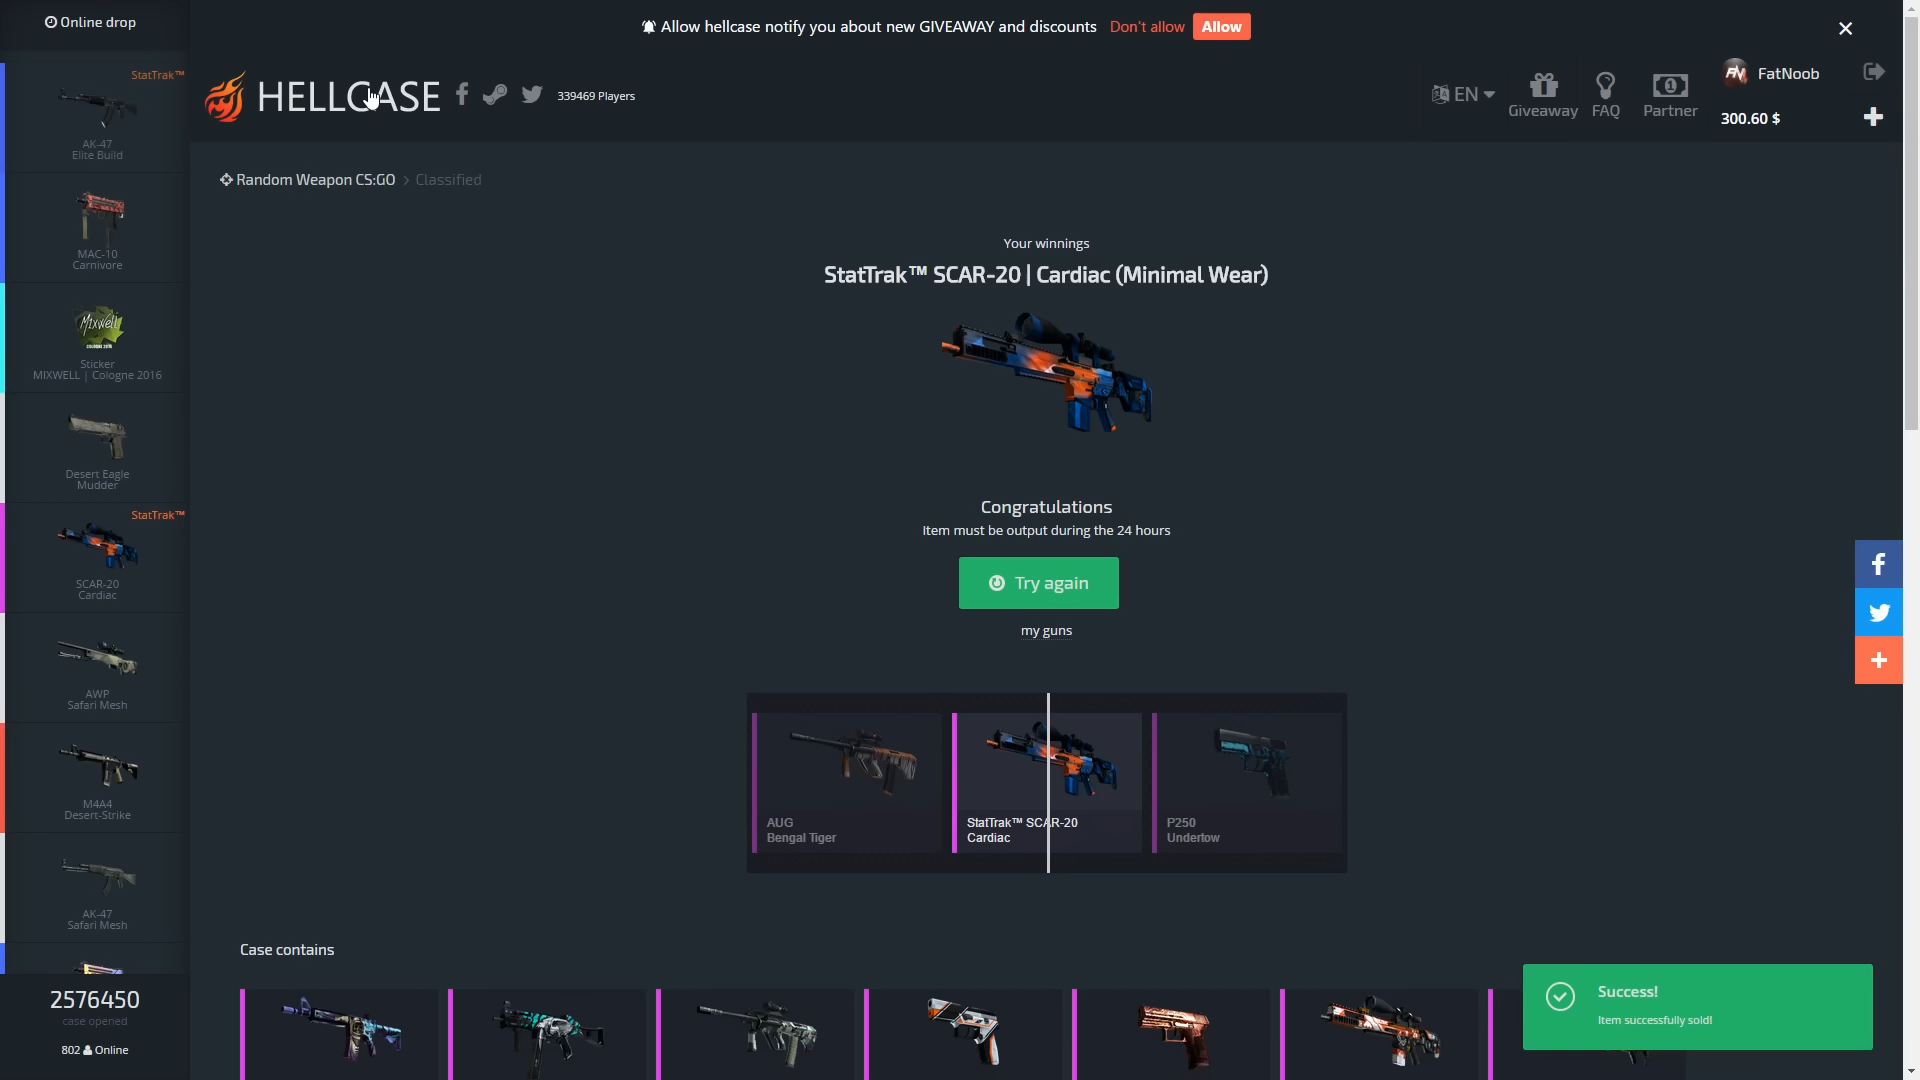 Online drop
Allow hellcase notify you about new GIVEAWAY and discounts Don't allow Allow
HELLCASE
339469 Players
EN
Giveaway
FAQ
Partner
FatNoob
300.60 $
StatTrak™
AK-47
Elite Build
MAC-10
Carnivore
Mixwell
Sticker
MIXWELL | Cologne 2016
Desert Eagle
Mudder
StatTrak™
SCAR-20
Cardiac
AWP
Safari Mesh
M4A4
Desert-Strike
AK-47
Safari Mesh
2576450
case opened
802 Online
Random Weapon CS:GO > Classified
Your winnings
StatTrak™ SCAR-20 | Cardiac (Minimal Wear)
Congratulations
Item must be output during the 24 hours
Try again
my guns
AUG
Bengal Tiger
StatTrak™ SCAR-20
Cardiac
P250
Undertow
Case contains
Success!
Item successfully sold!